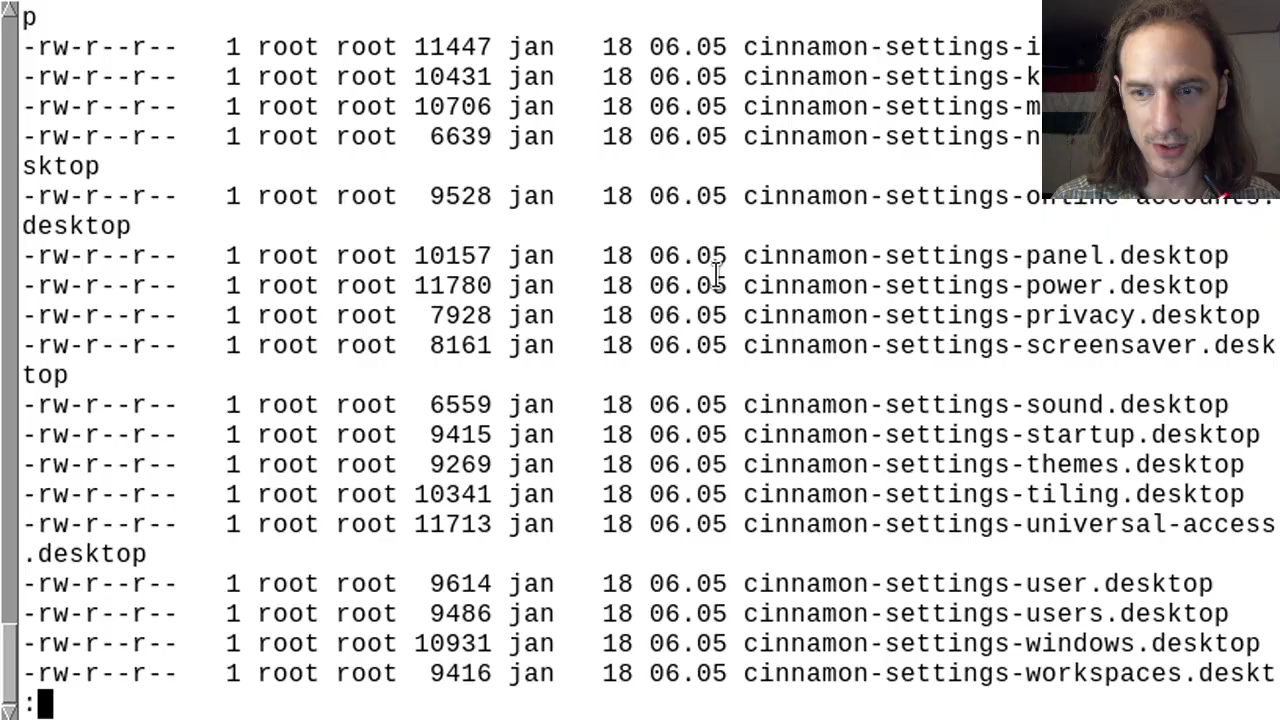 p
-rw-r--r--   1 root root 11447 jan   18 06.05 cinnamon-settings-i
-rw-r--r--   1 root root 10431 jan   18 06.05 cinnamon-settings-k
-rw-r--r--   1 root root 10706 jan   18 06.05 cinnamon-settings-m
-rw-r--r--   1 root root  6639 jan   18 06.05 cinnamon-settings-n
sktop
-rw-r--r--   1 root root  9528 jan   18 06.05 cinnamon-settings-online-accounts.
desktop
-rw-r--r--   1 root root 10157 jan   18 06.05 cinnamon-settings-panel.desktop
-rw-r--r--   1 root root 11780 jan   18 06.05 cinnamon-settings-power.desktop
-rw-r--r--   1 root root  7928 jan   18 06.05 cinnamon-settings-privacy.desktop
-rw-r--r--   1 root root  8161 jan   18 06.05 cinnamon-settings-screensaver.desk
top
-rw-r--r--   1 root root  6559 jan   18 06.05 cinnamon-settings-sound.desktop
-rw-r--r--   1 root root  9415 jan   18 06.05 cinnamon-settings-startup.desktop
-rw-r--r--   1 root root  9269 jan   18 06.05 cinnamon-settings-themes.desktop
-rw-r--r--   1 root root 10341 jan   18 06.05 cinnamon-settings-tiling.desktop
-rw-r--r--   1 root root 11713 jan   18 06.05 cinnamon-settings-universal-access
.desktop
-rw-r--r--   1 root root  9614 jan   18 06.05 cinnamon-settings-user.desktop
-rw-r--r--   1 root root  9486 jan   18 06.05 cinnamon-settings-users.desktop
-rw-r--r--   1 root root 10931 jan   18 06.05 cinnamon-settings-windows.desktop
-rw-r--r--   1 root root  9416 jan   18 06.05 cinnamon-settings-workspaces.deskt
: